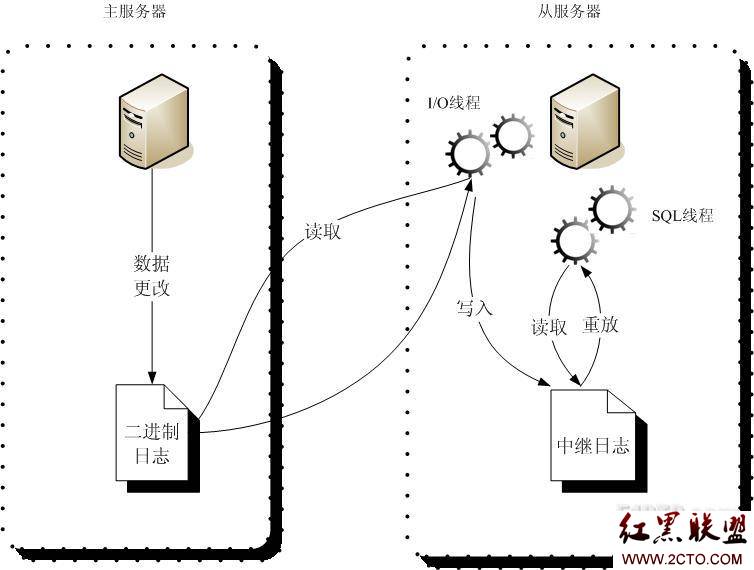 主服务器
从服务器
I/O线程
SQL线程
读取
数据
更改
写入
读取
重放
二进制
日志
中继日志
红黑联盟
WWW.2CTO.COM